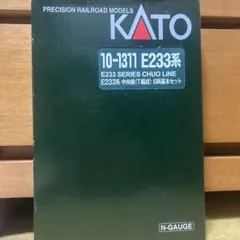 PRECISION RAILROAD MODELS
KATO
10-1311 E233系
E233 SERIES CHUO LINE
E233系 中央線(T編成) 6両基本セット
N-GAUGE